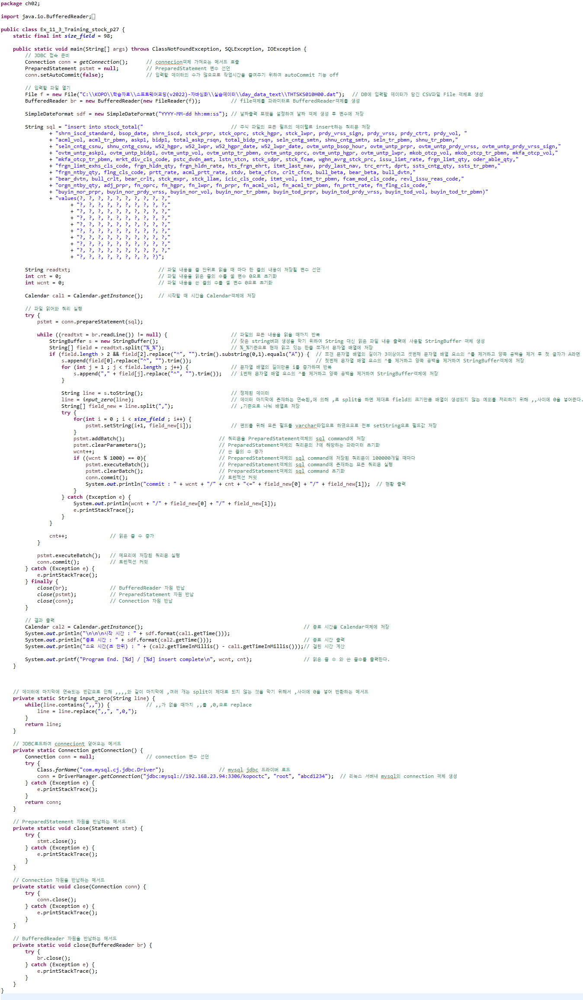 package ch02;
import java.io.BufferedReader;
public class Ex_11_3_Training_stock_p27 {
static final int size_field = 98;
public static void main(String[] args) throws ClassNotFoundException, SQLException, IOException {
// JDBC 접속 준비
Connection conn = getConnection(); // connecion객체 가져오는 메서드 호출
PreparedStatement pstmt = null; // PreparedStatement 변수 선언
conn.setAutoCommit(false); // 입력할 데이터의 수가 많으므로 작업시간을 줄여주기 위하여 autoCommit 기능 off
// 입력할 파일 열기
File f = new File("C:\\KOPO\\학습자료\\소프트웨어코딩(v2022)-자바심화\\실습데이터\\day_data_text\\THTSKS010H00.dat"); // DB에 입력할 데이터가 담긴 CSV파일 File 객체로 생성
BufferedReader br = new BufferedReader(new FileReader(f)); // file객체를 파라미터로 BufferedReader객체를 생성
SimpleDateFormat sdf = new SimpleDateFormat("YYYY-MM-dd hh:mm:ss"); // 날짜출력 포맷을 설정하여 날짜 객체 생성 후 변수에 저장
String sql = "insert into stock_total(" // 주식 파일의 모든 필드의 데이털르 insert하는 쿼리문 저장
+ "shrn_iscd_standard, bsop_date, shrn_iscd, stck_prpr, stck_oprc, stck_hgpr, stck_lwpr, prdy_vrss_sign, prdy_vrss, prdy_ctrt, prdy_vol, "
+ "acml_vol, acml_tr_pbmn, askp1, bidp1, total_askp_rsqn, total_bidp_rsqn, seln_cntg_smtn, shnu_cntg_smtn, seln_tr_pbmn, shnu_tr_pbmn,"
+ "seln_cntg_csnu, shnu_cntg_csnu, w52_hgpr, w52_lwpr, w52_hgpr_date, w52_lwpr_date, ovtm_untp_bsop_hour, ovtm_untp_prpr, ovtm_untp_prdy_vrss, ovtm_untp_prdy_vrss_sign,"
+ "ovtm_untp_askp1, ovtm_untp_bidp1, ovtm_untp_vol, ovtm_untp_tr_pbmn, ovtm_untp_oprc, ovtm_untp_hgpr, ovtm_untp_lwpr, mkob_otcp_vol, mkob_otcp_tr_pbmn, mkfa_otcp_vol,"
+ "mkfa_otcp_tr_pbmn, mrkt_div_cls_code, pstc_dvdn_amt, lstn_stcn, stck_sdpr, stck_fcam, wghn_avrg_stck_prc, issu_limt_rate, frgn_limt_qty, oder_able_qty,"
+ "frgn_limt_exhs_cls_code, frgn_hldn_qty, frgn_hldn_rate, hts_frgn_ehrt, itmt_last_nav, prdy_last_nav, trc_errt, dprt, ssts_cntg_qty, ssts_tr_pbmn,"
+ "frgn_ntby_qty, flng_cls_code, prtt_rate, acml_prtt_rate, stdv, beta_cfcn, crlt_cfcn, bull_beta, bear_beta, bull_dvtn,"
+ "bear_dvtn, bull_crlt, bear_crlt, stck_mxpr, stck_llam, icic_cls_code, itmt_vol, itmt_tr_pbmn, fcam_mod_cls_code, revl_issu_reas_code,"
+ "orgn_ntby_qty, adj_prpr, fn_oprc, fn_hgpr, fn_lwpr, fn_prpr, fn_acml_vol, fn_acml_tr_pbmn, fn_prtt_rate, fn_flng_cls_code,"
+ "buyin_nor_prpr, buyin_nor_prdy_vrss, buyin_nor_vol, buyin_nor_tr_pbmn, buyin_tod_prpr, buyin_tod_prdy_vrss, buyin_tod_vol, buyin_tod_tr_pbmn)"
+ "values(?, ?, ?, ?, ?, ?, ?, ?, ?, ?,"
+ "?, ?, ?, ?, ?, ?, ?, ?, ?, ?,"
+ "?, ?, ?, ?, ?, ?, ?, ?, ?, ?,"
+ "?, ?, ?, ?, ?, ?, ?, ?, ?, ?,"
+ "?, ?, ?, ?, ?, ?, ?, ?, ?, ?,"
+ "?, ?, ?, ?, ?, ?, ?, ?, ?, ?,"
+ "?, ?, ?, ?, ?, ?, ?, ?, ?, ?,"
+ "?, ?, ?, ?, ?, ?, ?, ?, ?, ?,"
+ "?, ?, ?, ?, ?, ?, ?, ?, ?, ?,"
+ "?, ?, ?, ?, ?, ?, ?, ?, ?)";
String readtxt; // 파일 내용을 줄 단위로 읽을 때 마다 한 줄의 내용이 저장될 변수 선언
int cnt = 0; // 파일 내용을 읽은 줄의 수를 셀 변수 0으로 초기화
int wcnt = 0; // 파일 내용을 쓴 줄의 수를 셀 변수 0으로 초기화
Calendar cal1 = Calendar.getInstance(); // 시작할 때 시간을 Calendar객체에 저장
// 파일 읽어와 쿼리 실행
try {
pstmt = conn.prepareStatement(sql);
while ((readtxt = br.readLine()) != null) { // 파일의 모든 내용을 읽을 때까지 반복
StringBuffer s = new StringBuffer(); // 잦은 string버퍼 생성을 막기 위하여 String 대신 읽은 파일 내용 출력에 사용할 StringBuffer 객체 생성
String[] field = readtxt.split("%_%"); // %_%기준으로 현재 읽고 있는 한줄 쪼개서 문자열 배열에 저장
if (field.length > 2 && field[2].replace("^", "").trim().substring(0,1).equals("A")) { // 쪼갠 문자열 배열의 길이가 3이상이고 셋번째 문자열 배열 요소의 ^를 제거하고 양쪽 공백을 제거 후 첫 글자가 A라면
s.append(field[0].replace("^", "").trim()); // 첫번째 문자열 배열 요소의 ^를 제거하고 양쪽 공백을 제거하여 StringBuffer객체에 저장
for (int j = 1 ; j < field.length ; j++) { // 문자열 배열의 길이만큼 i를 증가하며 반복
s.append("," + field[j].replace("^", "").trim()); // i번째 문자열 배열 요소의 ^를 제거하고 양쪽 공백을 제거하여 StringBuffer객체에 저장
}
String line = s.toString(); // 정제된 데이터
line = input_zero(line); // 데이터 마지막에 존재하는 연속된,에 의해 ,로 split을 하면 제대로 field의 크기만큼 배열이 생성되지 않는 예외를 처리하기 위해 ,,사이에 0을 넣어준다.
String[] field_new = line.split(","); // ,기준으로 나눠 배열로 저장
try {
for(int i = 0 ; i < size_field ; i++) {
pstmt.setString(i+1, field_new[i]); // 편의를 위해 모든 필드를 varchar타입으로 하였으므로 전부 setString으로 필드값 저장
}
pstmt.addBatch(); // 쿼리문을 PreparedStatement객체의 sql command에 저장
pstmt.clearParameters(); // PreparedStatement객체의 쿼리문의 ?에 해당하는 파라미터 초기화
wcnt++; // 쓴 줄의 수 증가
if ((wcnt % 1000) == 0){ // PreparedStatement객체의 sql command에 저장된 쿼리문이 100000개일 때마다
pstmt.executeBatch(); // PreparedStatement객체의 sql command에 존재하는 모든 쿼리문 실행
pstmt.clearBatch(); // PreparedStatement객체의 sql command 초기화
conn.commit(); // 트렌젝션 커밋
System.out.println("commit : " + wcnt + "/" + cnt + "<=" + field_new[0] + "/" + field_new[1]); // 현황 출력
}
} catch (Exception e) {
System.out.println(wcnt + "/" + field_new[0] + "/" + field_new[1]);
e.printStackTrace();
}
}
cnt++; // 읽은 줄 수 증가
}
pstmt.executeBatch(); // 메모리에 저장된 쿼리문 실행
conn.commit(); // 트렌젝션 커밋
} catch (Exception e) {
e.printStackTrace();
} finally {
close(br); // BufferedReader 자원 반납
close(pstmt); // PreparedStatement 자원 반납
close(conn); // Connection 자원 반납
}
// 결과 출력
Calendar cal2 = Calendar.getInstance(); // 종료 시간을 Calendar객체에 저장
System.out.println("\n\n\n시작 시간 : " + sdf.format(cal1.getTime()));
System.out.println("종료 시간 : " + sdf.format(cal2.getTime())); // 종료 시간 출력
System.out.println("소요 시간(초 단위) : " + (cal2.getTimeInMillis() - cal1.getTimeInMillis()));// 걸린 시간 계산
System.out.printf("Program End. [%d] / [%d] insert complete\n", wcnt, cnt); // 읽은 줄 수 와 쓴 줄수를 출력한다.
}
// 데이터에 마지막에 연속되는 빈값으로 인해 ,,,,와 같이 마지막에 ,여러 개는 split이 제대로 되지 않는 것을 막기 위해서 ,사이에 0을 넣어 반환하는 메서드
private static String input_zero(String line) {
while(line.contains(",,")) { // ,,가 없을 때까지 ,,를 ,0,으로 replace
line = line.replace(",,", ",0,");
}
return line;
}
// JDBC로드하여 conneciont 얻어오는 메서드
private static Connection getConnection() {
Connection conn = null; // connection 변수 선언
try {
Class.forName("com.mysql.cj.jdbc.Driver"); // mysql jdbc 드라이버 로드
conn = DriverManager.getConnection("jdbc:mysql://192.168.23.94:3306/kopoctc", "root", "abcd1234"); // 리눅스 서버내 mysql의 connection 객체 생성
} catch (Exception e) {
e.printStackTrace();
}
return conn;
}
// PreparedStatement 자원을 반납하는 메서드
private static void close(Statement stmt) {
try {
stmt.close();
} catch (Exception e) {
e.printStackTrace();
}
}
// Connection 자원을 반납하는 메서드
private static void close(Connection conn) {
try {
conn.close();
} catch (Exception e) {
e.printStackTrace();
}
}
// BufferedReader 자원을 반납하는 메서드
private static void close(BufferedReader br) {
try {
br.close();
} catch (Exception e) {
e.printStackTrace();
}
}
}